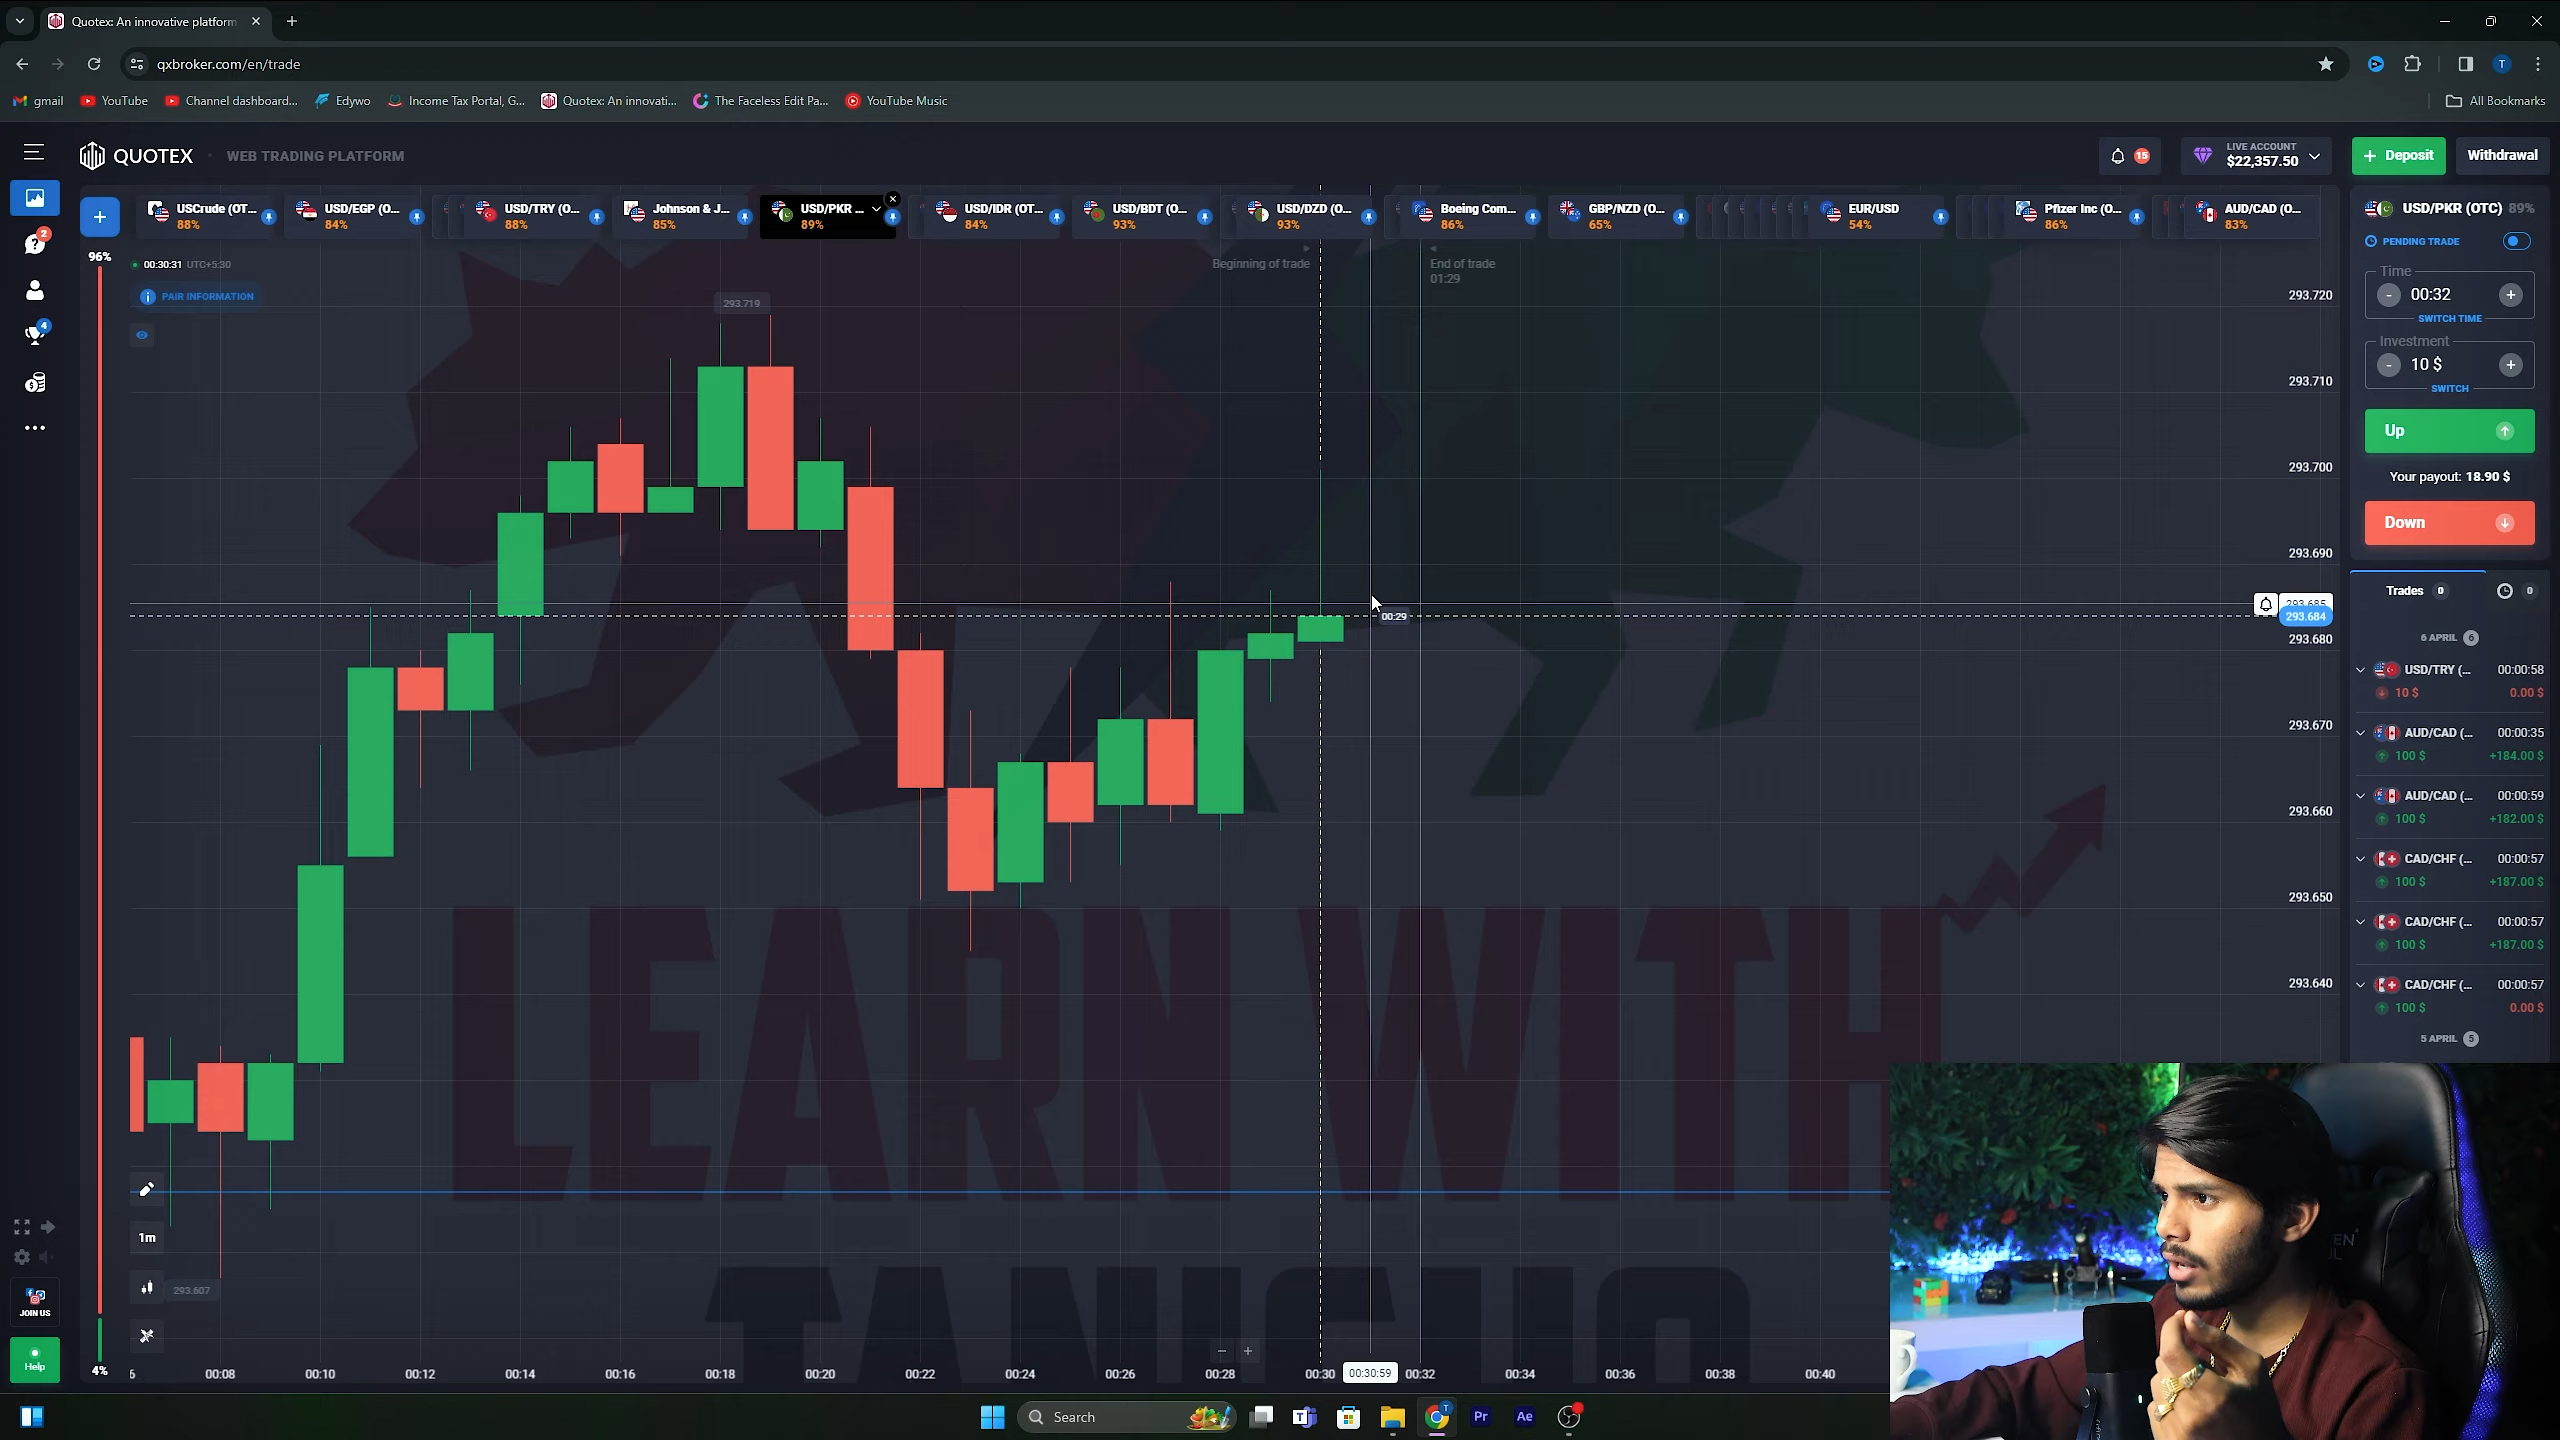 Quotex: An innovative platform
qxbroker.com/en/trade
gmail
YouTube
Channel dashboard...
Edywo
Income Tax Portal, G...
Quotex: An innovati...
The Faceless Edit Pa...
YouTube Music
All Bookmarks
QUOTEX
WEB TRADING PLATFORM
15
LIVE ACCOUNT
$22,357.50
+ Deposit
Withdrawal
USCrude (OT...
88%
USD/EGP (O...
84%
USD/TRY (O...
88%
Johnson & J...
85%
USD/PKR ...
89%
USD/IDR (OT...
84%
USD/BDT (O...
93%
USD/DZD (O...
93%
Boeing Com...
86%
GBP/NZD (O...
65%
EUR/USD
54%
Pfizer Inc (O...
86%
AUD/CAD (O...
83%
2
4
JOIN US
Help
96%
4%
00:30:31 UTC+5:30
PAIR INFORMATION
Beginning of trade
End of trade
01:29
293.719
293.607
00:29
293.720
293.710
293.700
293.690
293.685
293.684
293.680
293.670
293.660
293.650
293.640
LEARN WITH
1m
00:08
00:10
00:12
00:14
00:16
00:18
00:20
00:22
00:24
00:26
00:28
00:30
00:30:59
00:32
00:34
00:36
00:38
00:40
USD/PKR (OTC) 89%
PENDING TRADE
Time
- 00:32 +
SWITCH TIME
Investment
- 10 $ +
SWITCH
Up
Your payout: 18.90 $
Down
Trades 0
0
6 APRIL 6
USD/TRY (... 00:00:58
10 $ 0.00 $
AUD/CAD (... 00:00:35
100 $ +184.00 $
AUD/CAD (... 00:00:59
100 $ +182.00 $
CAD/CHF (... 00:00:57
100 $ +187.00 $
CAD/CHF (... 00:00:57
100 $ +187.00 $
CAD/CHF (... 00:00:57
100 $ 0.00 $
5 APRIL 5
Search
Pr
Ae